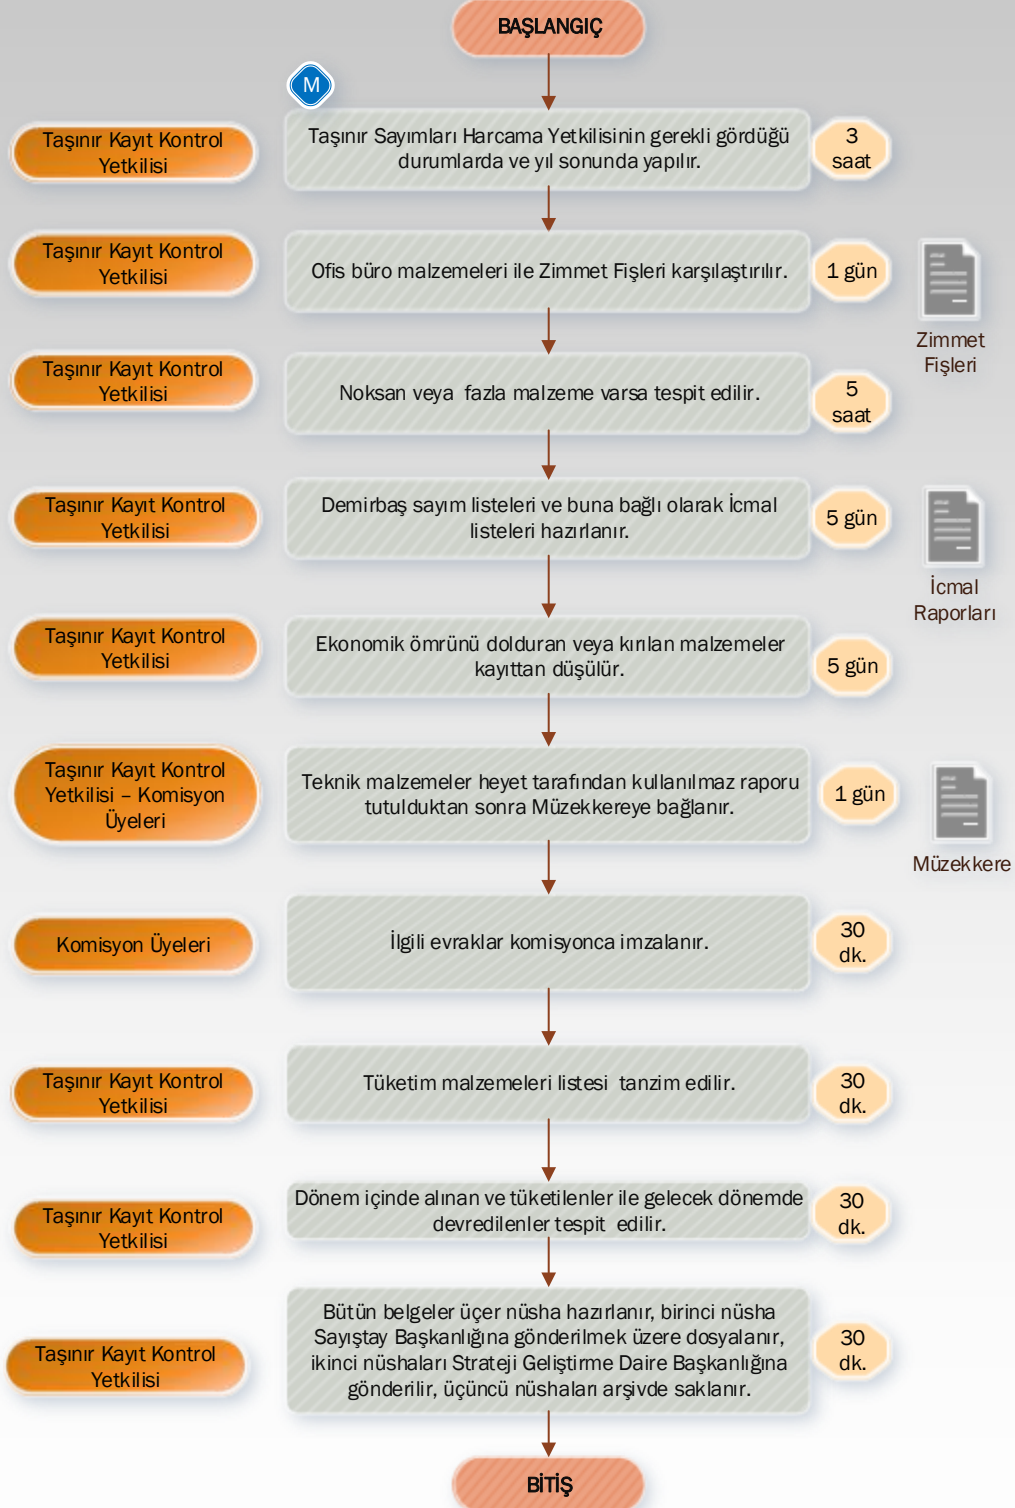 BAŞLANGIÇ
M
Taşınır Kayıt Kontrol
Yetkilisi
Taşınır Sayımları Harcama Yetkilisinin gerekli gördüğü
durumlarda ve yıl sonunda yapılır.
3
saat
Taşınır Kayıt Kontrol
Yetkilisi
Ofis büro malzemeleri ile Zimmet Fişleri karşılaştırılır.
1 gün
Zimmet
Fişleri
Taşınır Kayıt Kontrol
Yetkilisi
Noksan veya fazla malzeme varsa tespit edilir.
5
saat
Taşınır Kayıt Kontrol
Yetkilisi
Demirbaş sayım listeleri ve buna bağlı olarak İcmal
listeleri hazırlanır.
5 gün
İcmal
Raporları
Taşınır Kayıt Kontrol
Yetkilisi
Ekonomik ömrünü dolduran veya kırılan malzemeler
kayıttan düşülür.
5 gün
Taşınır Kayıt Kontrol
Yetkilisi – Komisyon
Üyeleri
Teknik malzemeler heyet tarafından kullanılmaz raporu
tutulduktan sonra Müzekkereye bağlanır.
1 gün
Müzekkere
Komisyon Üyeleri
İlgili evraklar komisyonca imzalanır.
30
dk.
Taşınır Kayıt Kontrol
Yetkilisi
Tüketim malzemeleri listesi tanzim edilir.
30
dk.
Taşınır Kayıt Kontrol
Yetkilisi
Dönem içinde alınan ve tüketilenler ile gelecek dönemde
devredilenler tespit edilir.
30
dk.
Taşınır Kayıt Kontrol
Yetkilisi
Bütün belgeler üçer nüsha hazırlanır, birinci nüsha
Sayıştay Başkanlığına gönderilmek üzere dosyalanır,
ikinci nüshaları Strateji Geliştirme Daire Başkanlığına
gönderilir, üçüncü nüshaları arşivde saklanır.
30
dk.
BİTİŞ